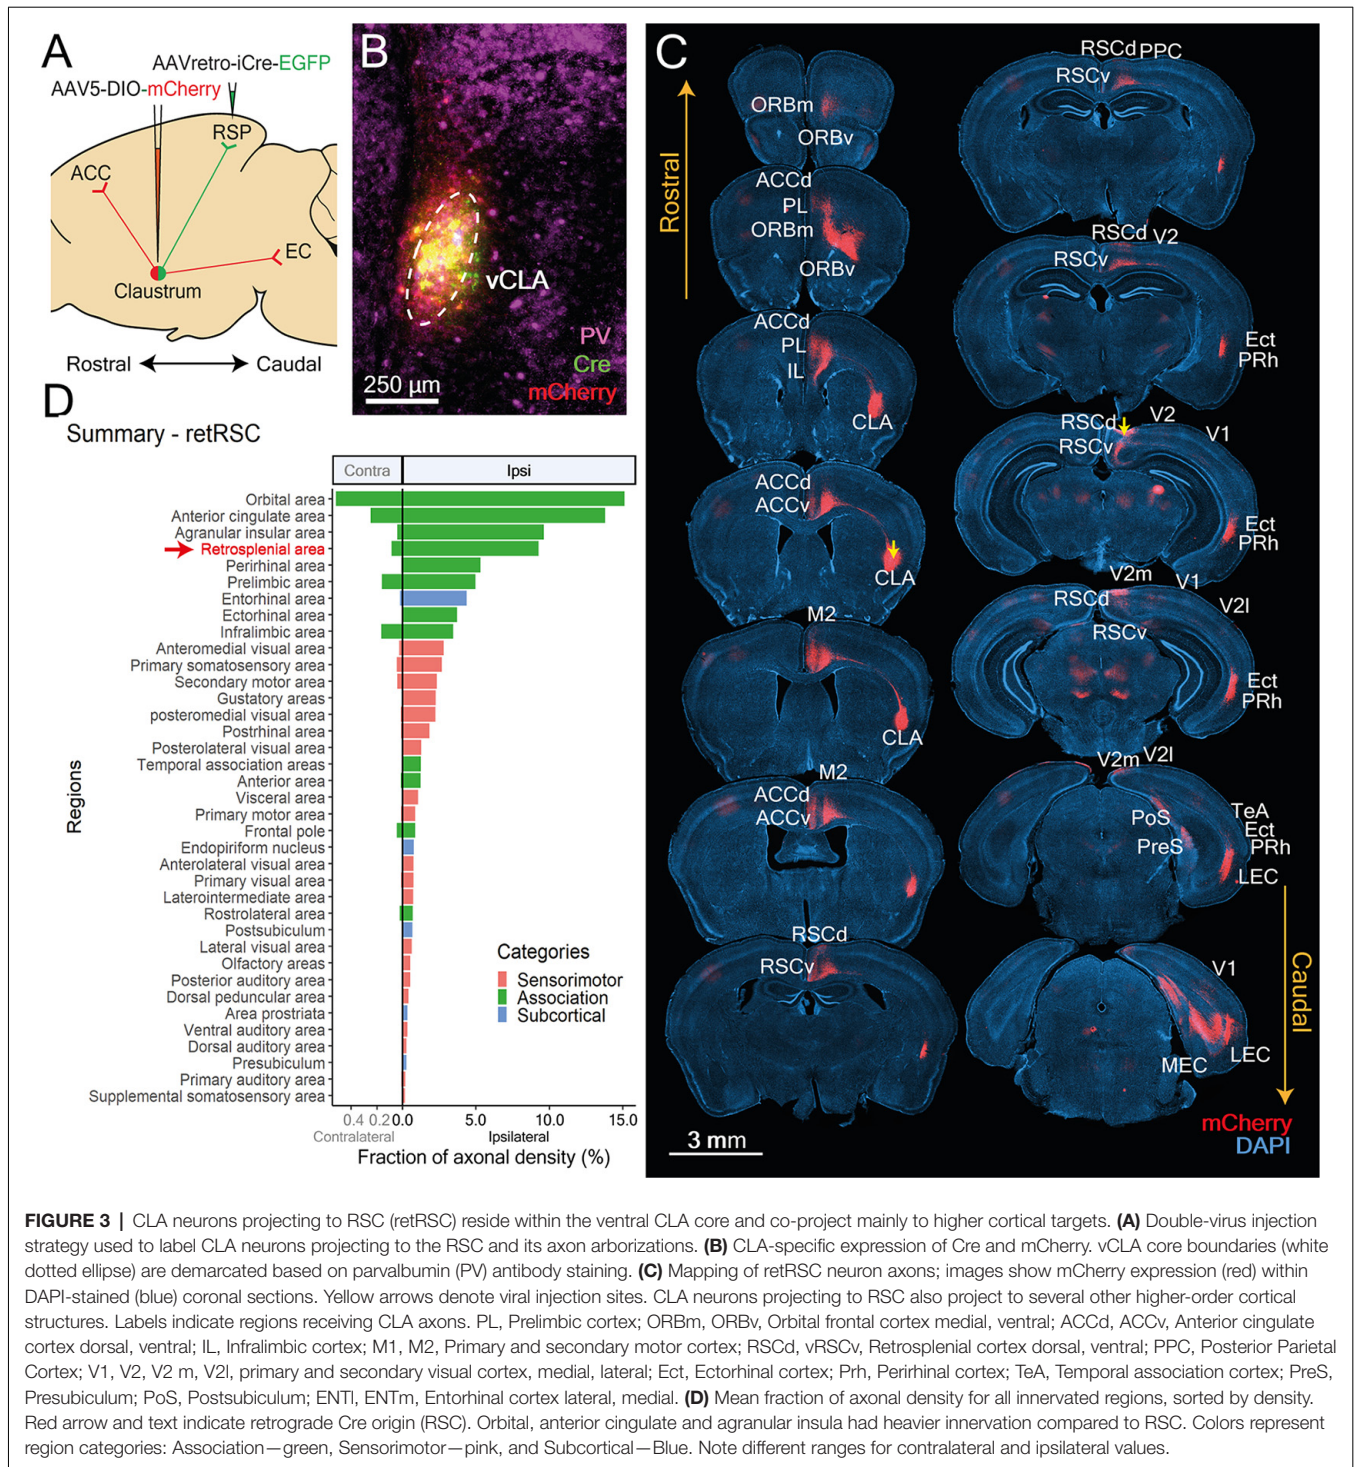 A
AAVretro-iCre-EGFP
AAV5-DIO-mCherry
RSP
ACC
EC
Claustrum
Rostral
Caudal
B
vCLA
PV
Cre
mCherry
250 µm
C
Rostral
ORBm
ORBv
ACCd
PL
ORBm
ORBv
ACCd
PL
IL
CLA
ACCd
ACCv
CLA
M2
CLA
M2
ACCd
ACCv
RSCd
RSCv
3 mm
RSCd PPC
RSCv
RSCd V2
RSCv
Ect
PRh
RSCd
V2
RSCv
V1
Ect
PRh
V2m
V1
RSCd
V2l
RSCv
Ect
PRh
V2m V2l
PoS
TeA
Ect
PreS
PRh
LEC
Caudal
V1
MEC
LEC
mCherry
DAPI
D
Summary - retRSC
Contra
Ipsi
Regions
Orbital area
Anterior cingulate area
Agranular insular area
Retrosplenial area
Perirhinal area
Prelimbic area
Entorhinal area
Ectorhinal area
Infralimbic area
Anteromedial visual area
Primary somatosensory area
Secondary motor area
Gustatory areas
posteromedial visual area
Postrhinal area
Posterolateral visual area
Temporal association areas
Anterior area
Visceral area
Primary motor area
Frontal pole
Endopiriform nucleus
Anterolateral visual area
Primary visual area
Laterointermediate area
Rostrolateral area
Postsubiculum
Lateral visual area
Olfactory areas
Posterior auditory area
Dorsal peduncular area
Area prostriata
Ventral auditory area
Dorsal auditory area
Presubiculum
Primary auditory area
Supplemental somatosensory area
Categories
Sensorimotor
Association
Subcortical
0.4 0.2 0.0 5.0 10.0 15.0
Contralateral Ipsilateral
Fraction of axonal density (%)
FIGURE 3 | CLA neurons projecting to RSC (retRSC) reside within the ventral CLA core and co-project mainly to higher cortical targets. (A) Double-virus injection
strategy used to label CLA neurons projecting to the RSC and its axon arborizations. (B) CLA-specific expression of Cre and mCherry. vCLA core boundaries (white
dotted ellipse) are demarcated based on parvalbumin (PV) antibody staining. (C) Mapping of retRSC neuron axons; images show mCherry expression (red) within
DAPI-stained (blue) coronal sections. Yellow arrows denote viral injection sites. CLA neurons projecting to RSC also project to several other higher-order cortical
structures. Labels indicate regions receiving CLA axons. PL, Prelimbic cortex; ORBm, ORBv, Orbital frontal cortex medial, ventral; ACCd, ACCv, Anterior cingulate
cortex dorsal, ventral; IL, Infralimbic cortex; M1, M2, Primary and secondary motor cortex; RSCd, vRSCv, Retrosplenial cortex dorsal, ventral; PPC, Posterior Parietal
Cortex; V1, V2, V2 m, V2l, primary and secondary visual cortex, medial, lateral; Ect, Ectorhinal cortex; Prh, Perirhinal cortex; TeA, Temporal association cortex; PreS,
Presubiculum; PoS, Postsubiculum; ENTl, ENTm, Entorhinal cortex lateral, medial. (D) Mean fraction of axonal density for all innervated regions, sorted by density.
Red arrow and text indicate retrograde Cre origin (RSC). Orbital, anterior cingulate and agranular insula had heavier innervation compared to RSC. Colors represent
region categories: Association—green, Sensorimotor—pink, and Subcortical—Blue. Note different ranges for contralateral and ipsilateral values.